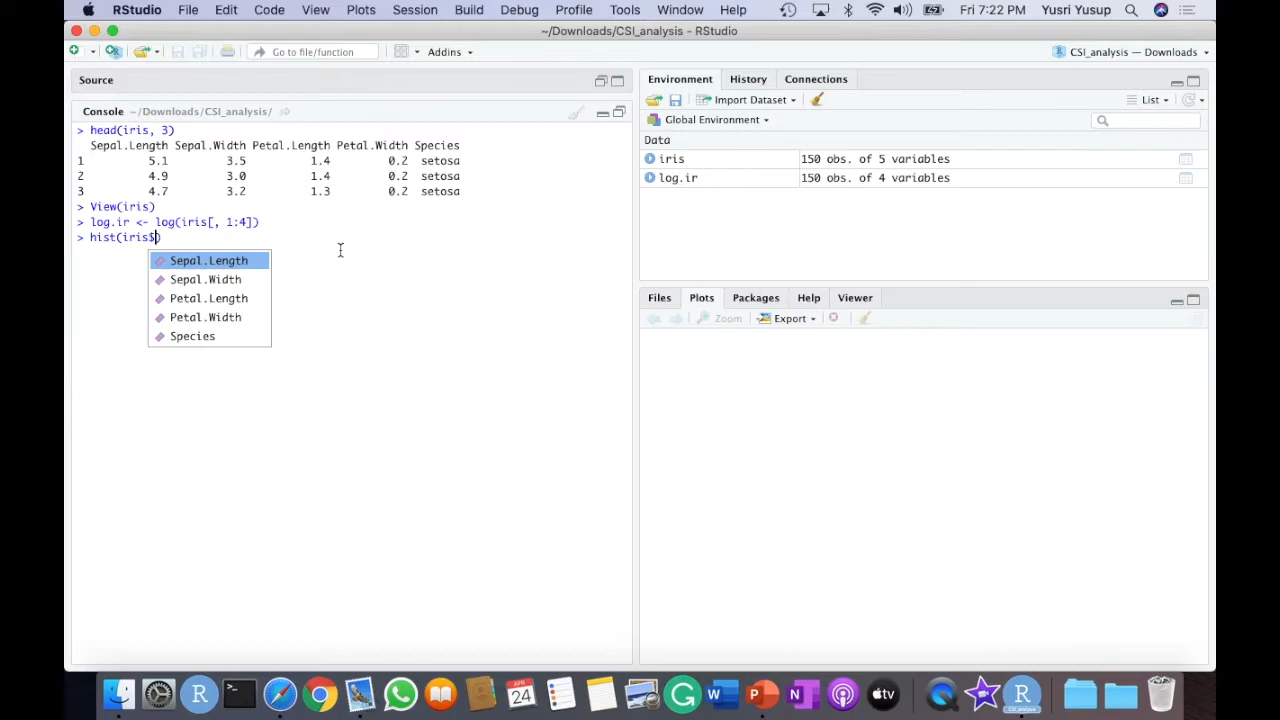 RStudio File Edit Code View Plots Session Build Debug Profile Tools Window Help Fri 7:22 PM Yusri Yusup
~/Downloads/CSI_analysis - RStudio
Go to file/function Addins CSI_analysis — Downloads
Source
Console ~/Downloads/CSI_analysis/
> head(iris, 3)
Sepal.Length Sepal.Width Petal.Length Petal.Width Species
1 5.1 3.5 1.4 0.2 setosa
2 4.9 3.0 1.4 0.2 setosa
3 4.7 3.2 1.3 0.2 setosa
> View(iris)
> log.ir <- log(iris[, 1:4])
> hist(iris$)
Sepal.Length
Sepal.Width
Petal.Length
Petal.Width
Species
Environment History Connections
Import Dataset List
Global Environment
Data
iris 150 obs. of 5 variables
log.ir 150 obs. of 4 variables
Files Plots Packages Help Viewer
Zoom Export
APR
24
CSI_analysis